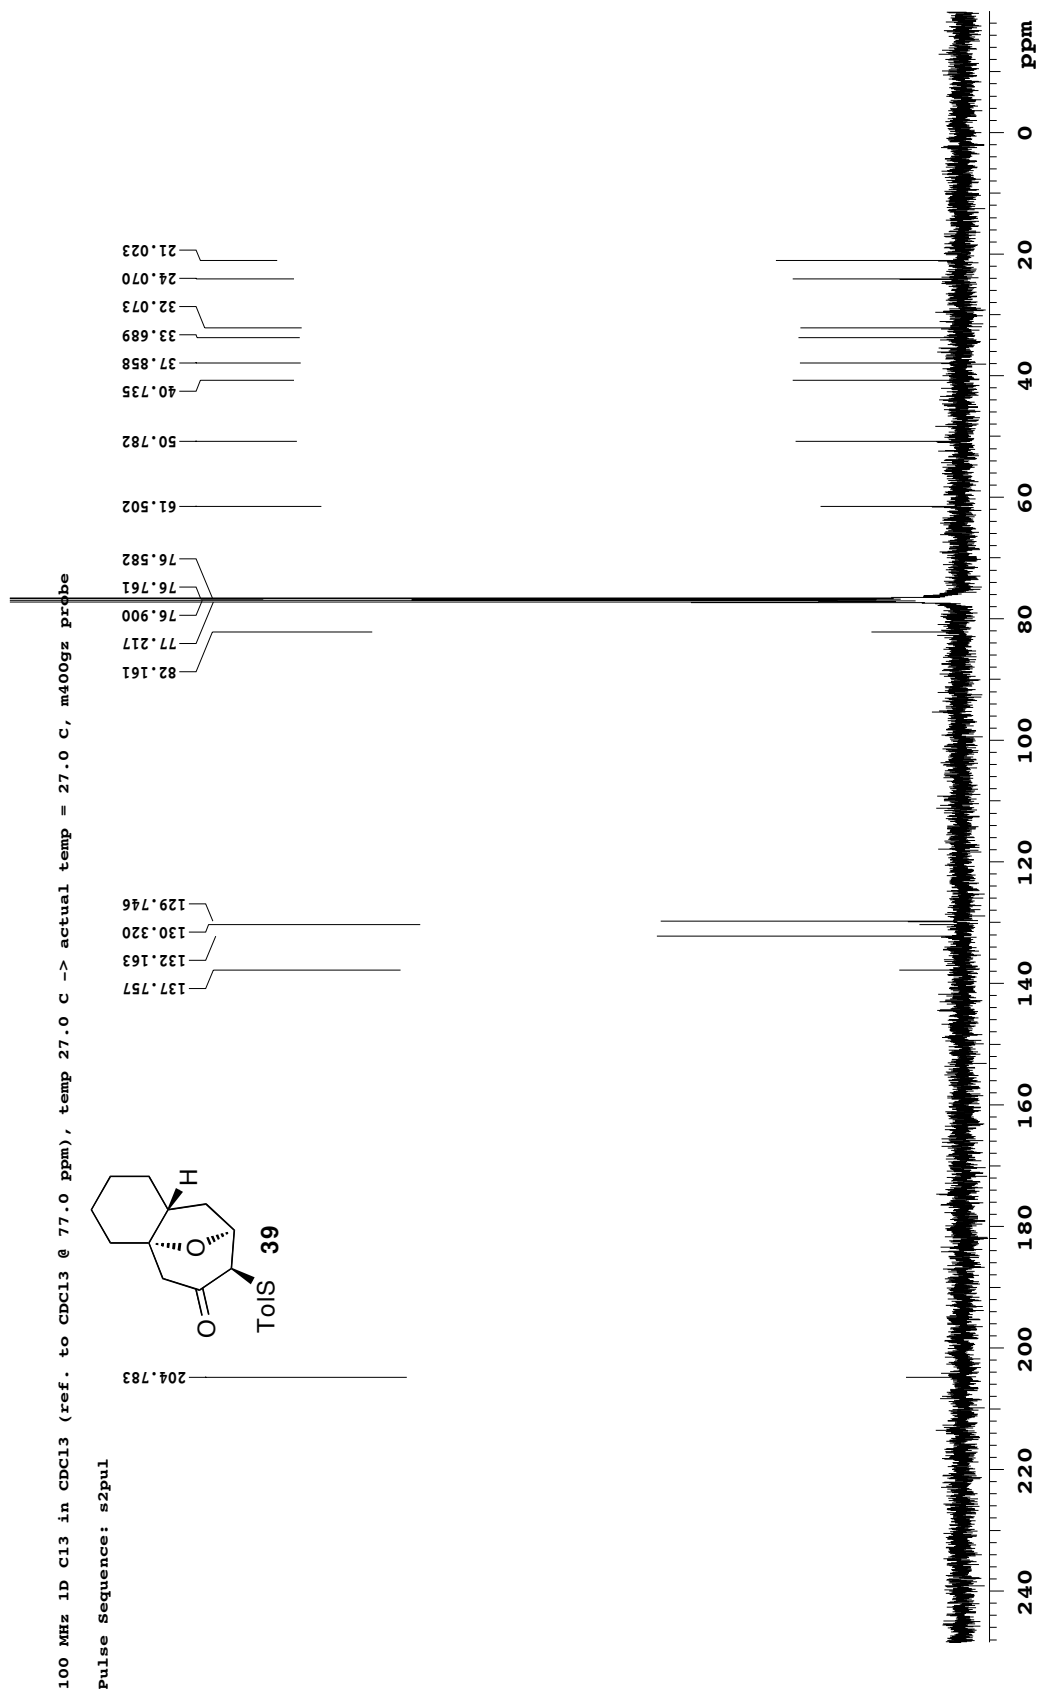 100 MHz 1D C13 in CDCl3 (ref. to CDCl3 @ 77.0 ppm), temp 27.0 C -> actual temp = 27.0 C, m400gz probe
Pulse Sequence: s2pul
204.783
137.757
132.163
130.320
129.746
82.161
77.217
76.900
76.761
76.582
61.502
50.782
40.735
37.858
33.689
32.073
24.070
21.023
H
O
O
TolS
39
240 220 200 180 160 140 120 100 80 60 40 20 0 ppm